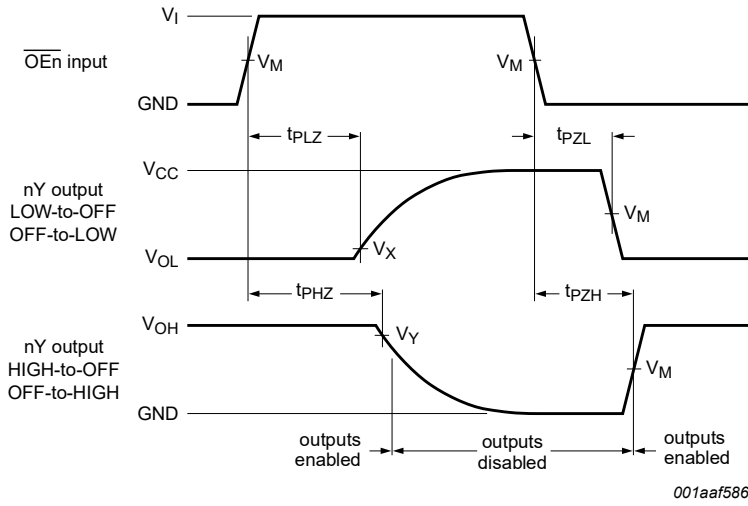 V_I
O̅E̅n̅ input
V_M
V_M
GND
t_PLZ
t_PZL
V_CC
nY output
LOW-to-OFF
OFF-to-LOW
V_M
V_X
V_OL
t_PHZ
t_PZH
V_OH
V_Y
nY output
HIGH-to-OFF
OFF-to-HIGH
V_M
GND
outputs
enabled
outputs
disabled
outputs
enabled
001aaf586